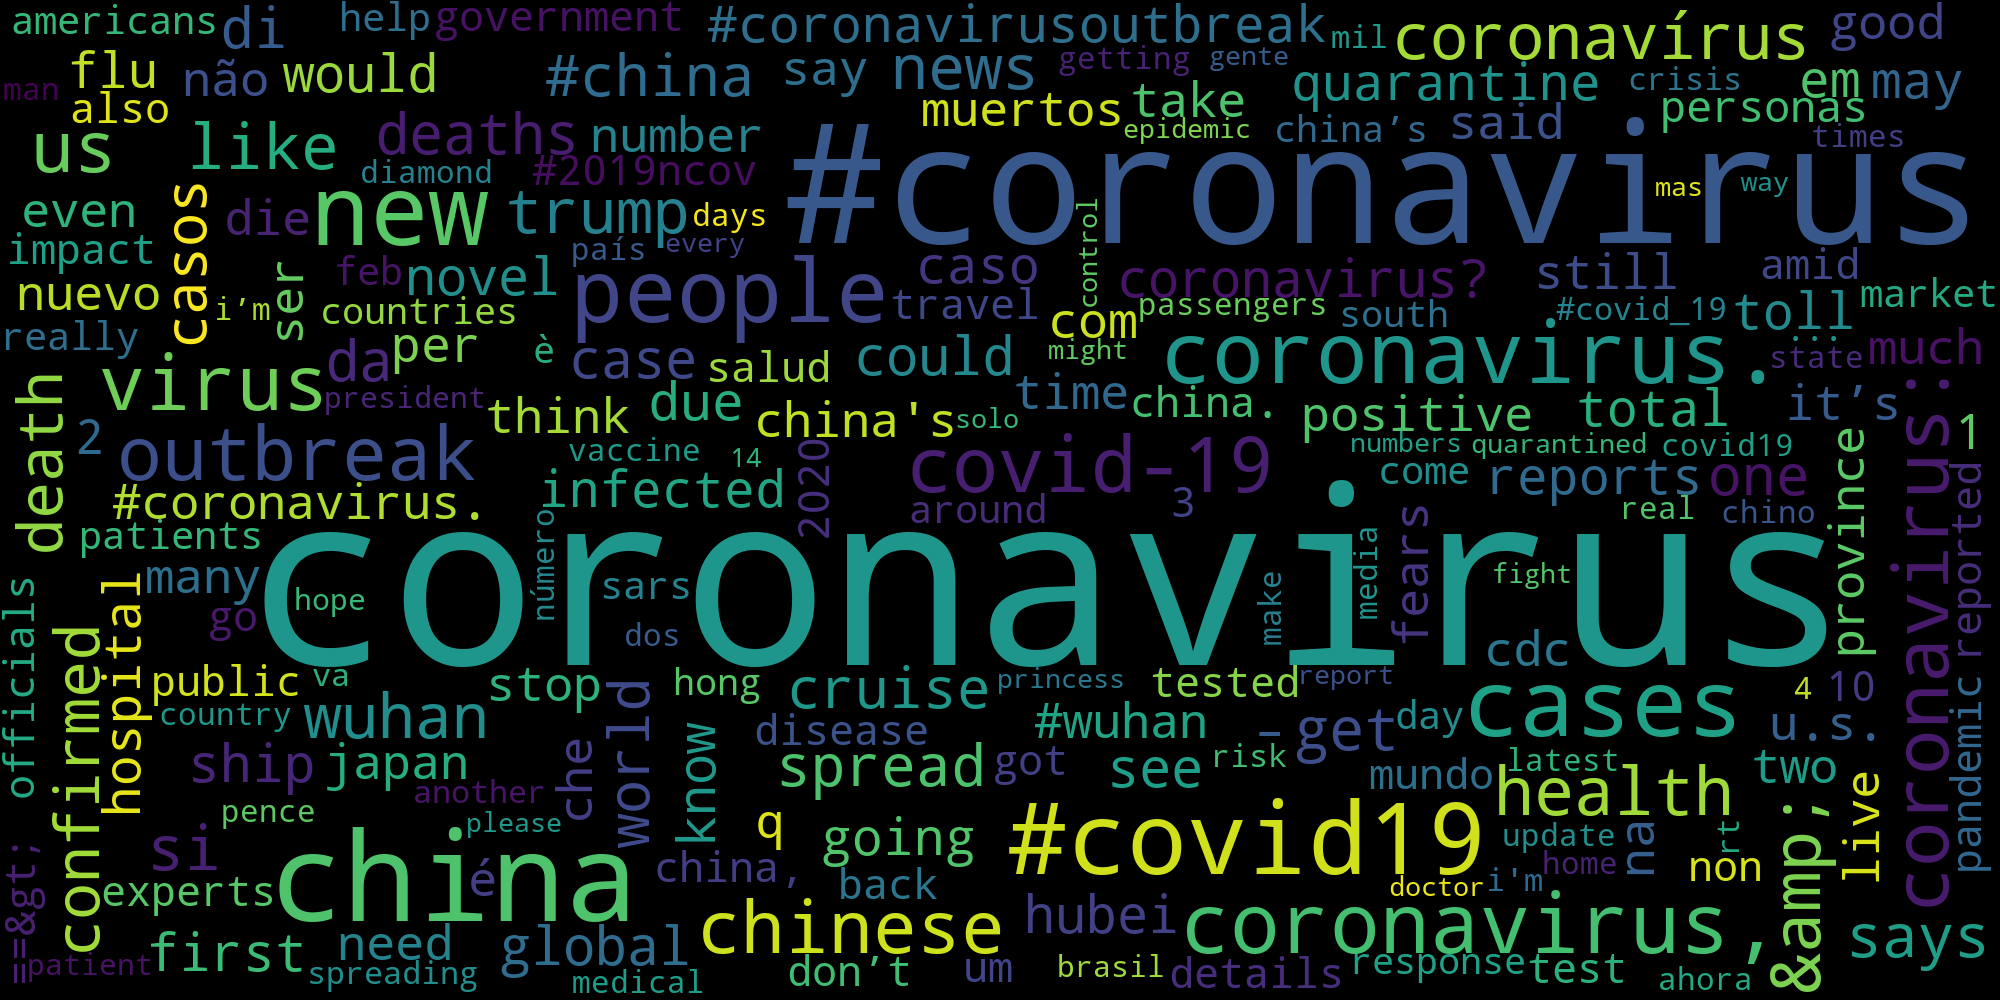 americans
di
help
government
#coronavirusoutbreak
mil
coronavírus
good
flu
não
would
#china
say
news
getting
gente
quarantine
crisis
em
may
man
also
muertos
take
personas
us
like
deaths
number
epidemic
china’s
said
times
diamond
#2019ncov
#coronavirus
mas
way
even
casos
die
new
trump
days
impact
país
every
control
feb
novel
people
caso
coronavirus?
still
amid
nuevo
i’m
ser
countries
travel
com
passengers
south
#covid_19
toll
market
really
da
per
è
case
salud
could
might
coronavirus.
...
state
much
virus
president
think
due
china's
solo
time
china.
positive
total
it’s
death
2
outbreak
vaccine
14
2020
covid-19
numbers
quarantined
covid19
province
1
coronavirus:
#coronavirus.
infected
around
3
come
reports
one
reported
patients
número
coronavirus
fears
real
chino
many
hope
sars
make
media
fight
officials
hospital
go
dos
cdc
confirmed
public
va
stop
hong
cruise
princess
tested
report
4
10
country
wuhan
world
know
disease
#wuhan
–
get
day
cases
u.s.
pandemic
ship
japan
che
spread
got
see
risk
mundo
latest
two
another
health
pence
please
q
going
#covid19
update
rt
&amp;
live
si
china
é
china,
back
doctor
i'm
home
na
non
==&gt;
experts
chinese
hubei
coronavirus,
says
first
need
global
.
patient
spreading
medical
don’t
um
brasil
details
response
test
ahora